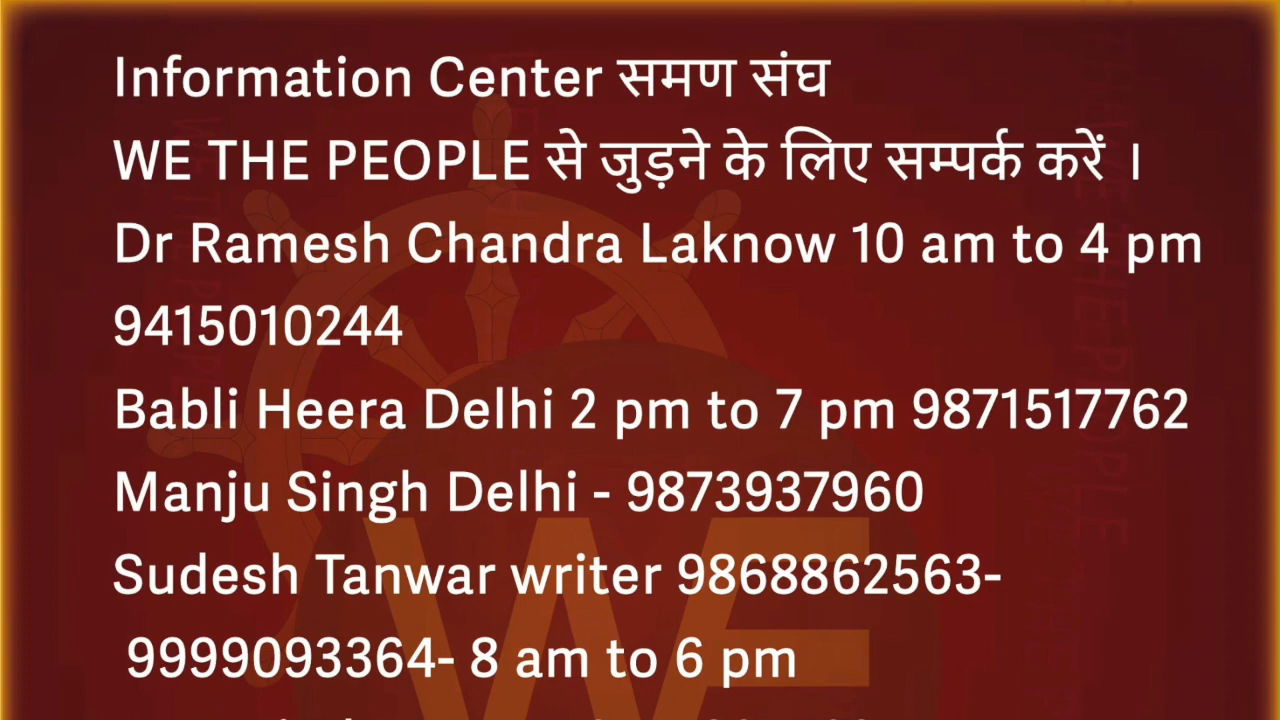 Information Center समण संघ
WE THE PEOPLE से जुड़ने के लिए सम्पर्क करें ।
Dr Ramesh Chandra Laknow 10 am to 4 pm
9415010244
Babli Heera Delhi 2 pm to 7 pm 9871517762
Manju Singh Delhi - 9873937960
Sudesh Tanwar writer 9868862563-
9999093364- 8 am to 6 pm
WE